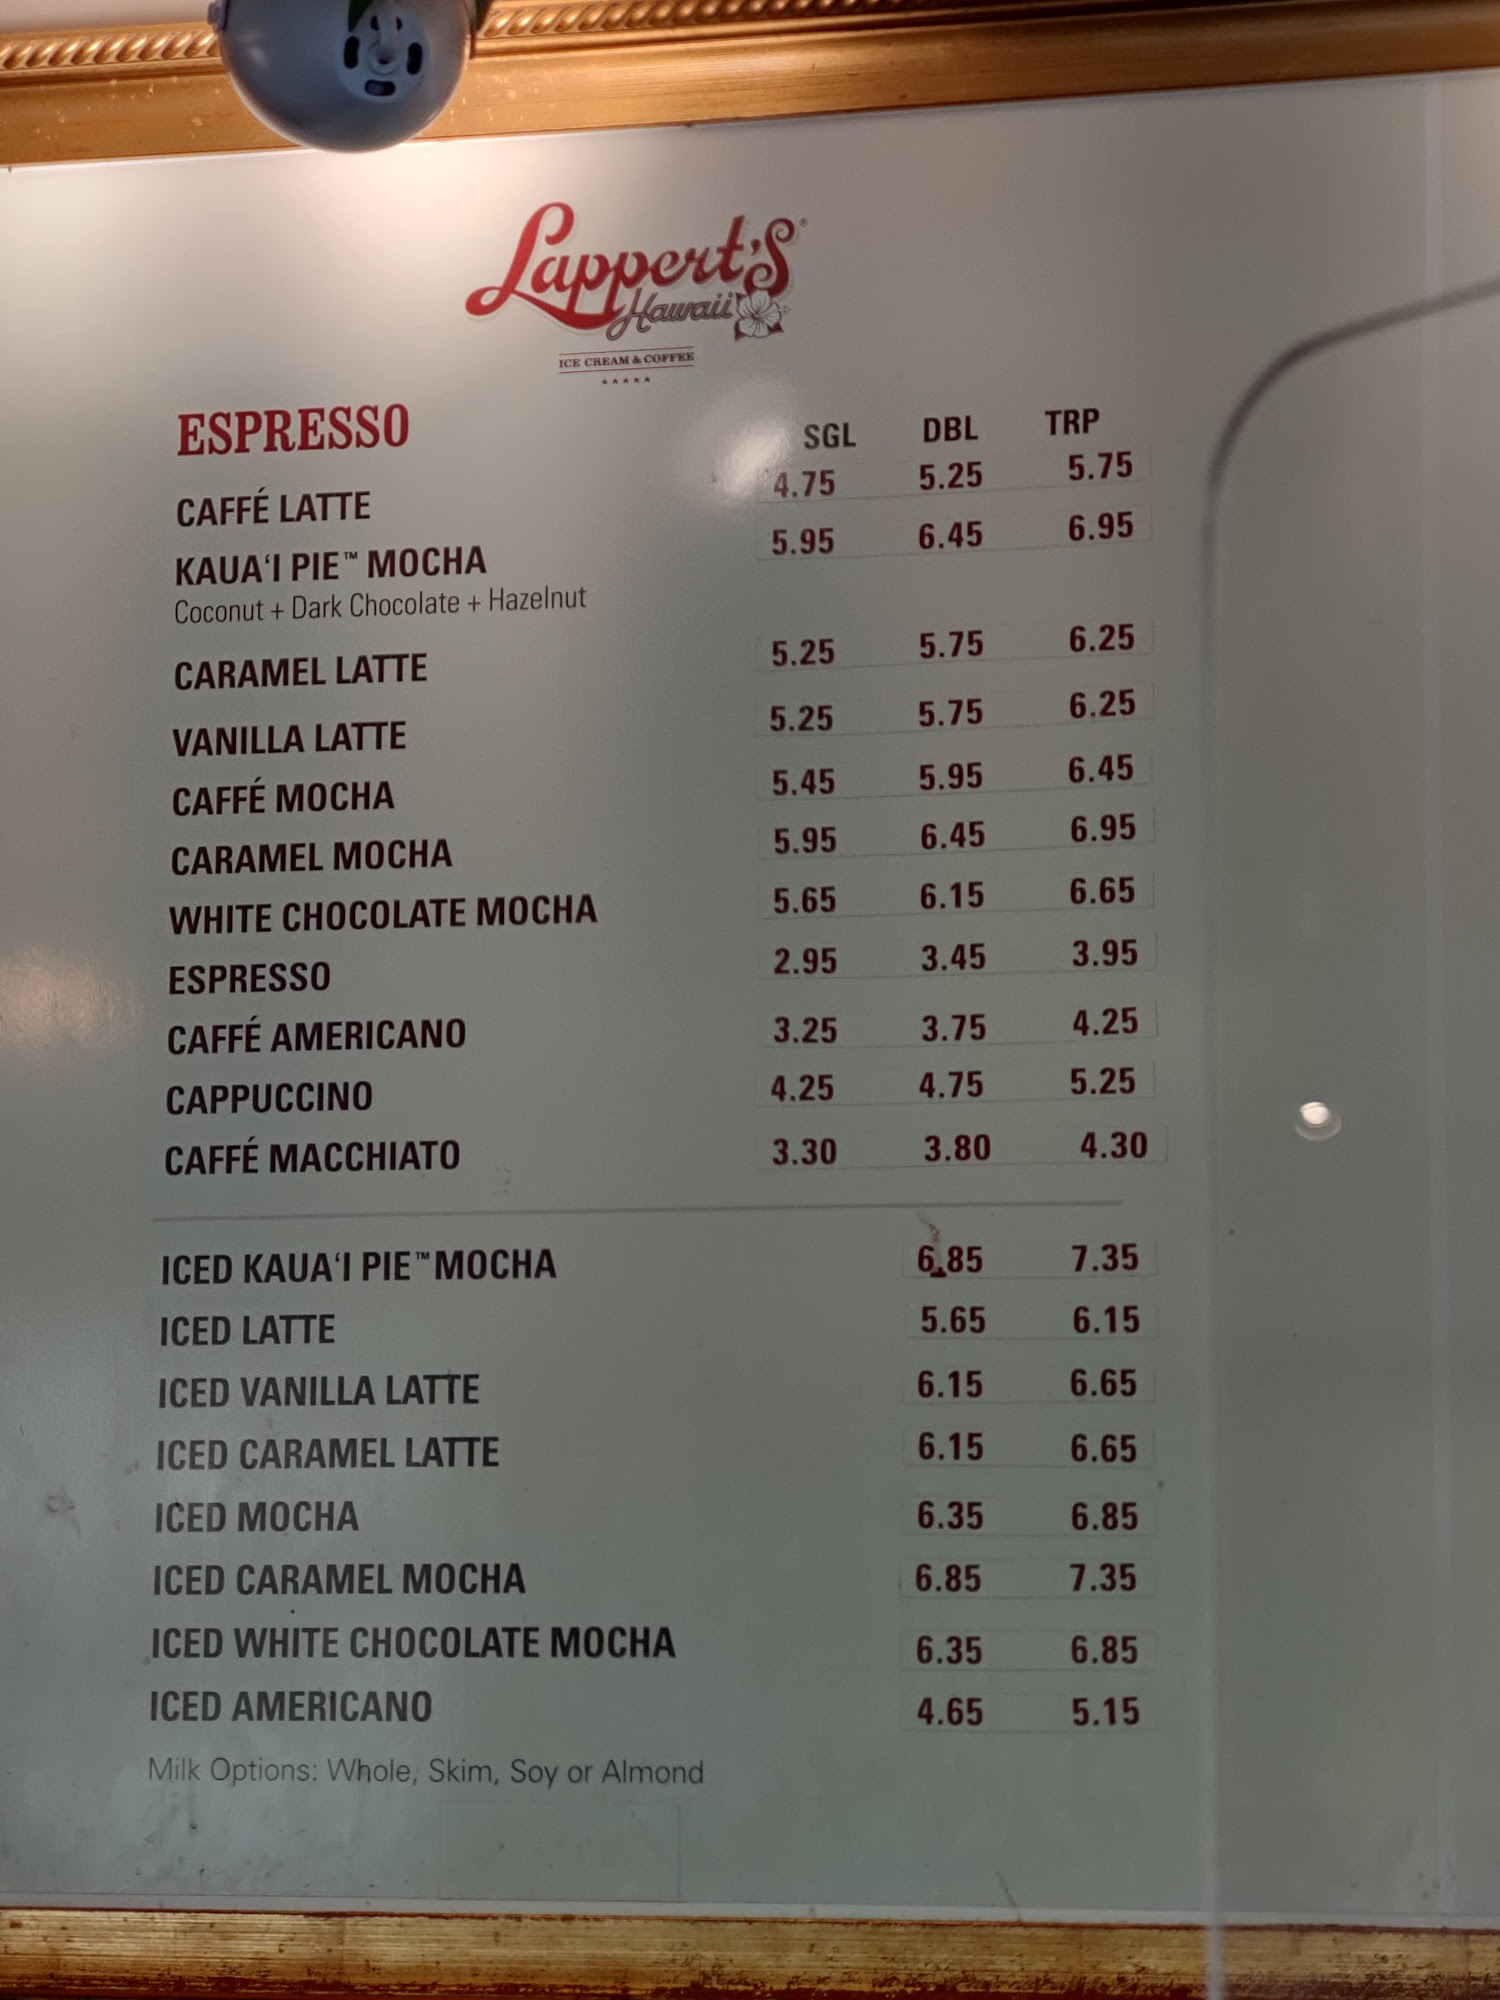 Lappert's®
Hawaii
ICE CREAM & COFFEE
ESPRESSO SGL DBL TRP
CAFFÉ LATTE 4.75 5.25 5.75
KAUAʻI PIE™ MOCHA 5.95 6.45 6.95
Coconut + Dark Chocolate + Hazelnut
CARAMEL LATTE 5.25 5.75 6.25
VANILLA LATTE 5.25 5.75 6.25
CAFFÉ MOCHA 5.45 5.95 6.45
CARAMEL MOCHA 5.95 6.45 6.95
WHITE CHOCOLATE MOCHA 5.65 6.15 6.65
ESPRESSO 2.95 3.45 3.95
CAFFÉ AMERICANO 3.25 3.75 4.25
CAPPUCCINO 4.25 4.75 5.25
CAFFÉ MACCHIATO 3.30 3.80 4.30
ICED KAUAʻI PIE™ MOCHA 6.85 7.35
ICED LATTE 5.65 6.15
ICED VANILLA LATTE 6.15 6.65
ICED CARAMEL LATTE 6.15 6.65
ICED MOCHA 6.35 6.85
ICED CARAMEL MOCHA 6.85 7.35
ICED WHITE CHOCOLATE MOCHA 6.35 6.85
ICED AMERICANO 4.65 5.15
Milk Options: Whole, Skim, Soy or Almond